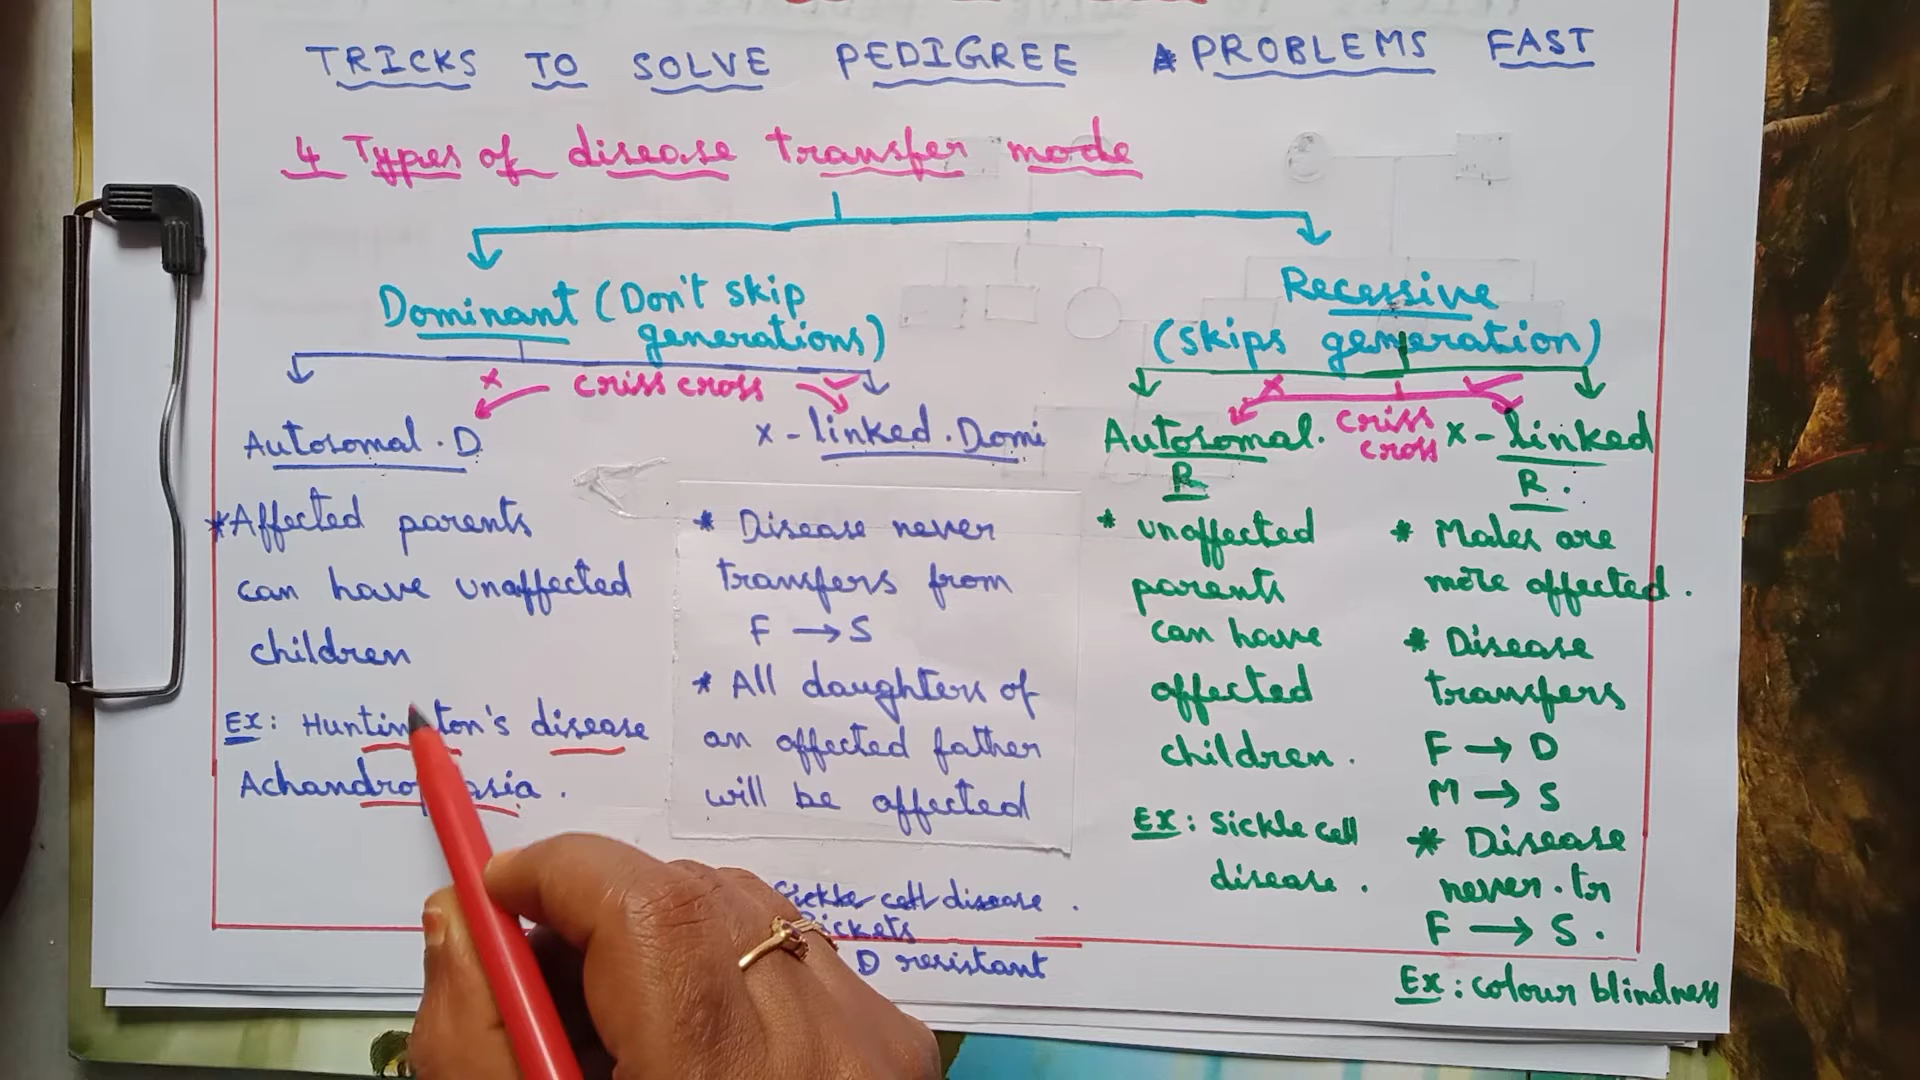 TRICKS TO SOLVE PEDIGREE PROBLEMS FAST
4 Types of disease transfer mode
Dominant (Don't skip
generations)
Recessive
(skips generation)
x criss cross
x
Autosomal. D
x-linked. Domi
Autosomal.
R
criss
cross
x-linked
R.
* Affected parents
can have unaffected
children
Ex: Huntington's disease
Achandroplasia.
* Disease never
transfers from
F → S
* All daughters of
an affected father
will be affected
Sickle cell disease.
Rickets
D resistant
* unaffected
parents
can have
affected
children.
Ex: Sickle cell
disease.
* Males are
more affected.
* Disease
transfers
F → D
M → S
* Disease
never. tr
F → S.
Ex: colour blindness